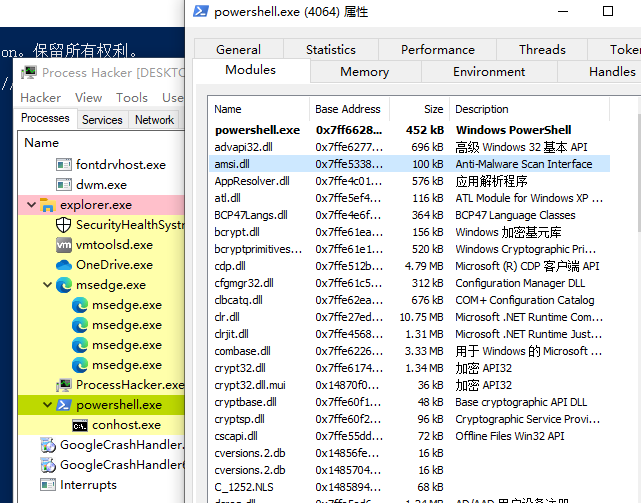 powershell.exe (4064) 属性
on。保留所有权利。
//
Process Hacker [DESKTO
Hacker View Tools Use
Processes Services Network
Name
fontdrvhost.exe
dwm.exe
explorer.exe
SecurityHealthSystr
vmtoolsd.exe
OneDrive.exe
msedge.exe
msedge.exe
msedge.exe
msedge.exe
msedge.exe
ProcessHacker.exe
powershell.exe
conhost.exe
GoogleCrashHandler.
GoogleCrashHandler6
Interrupts
General Statistics Performance Threads Token
Modules Memory Environment Handles
Name Base Address Size Description
powershell.exe 0x7ff6628... 452 kB Windows PowerShell
advapi32.dll 0x7ffe6277... 696 kB 高级 Windows 32 基本 API
amsi.dll 0x7ffe5338... 100 kB Anti-Malware Scan Interface
AppResolver.dll 0x7ffe4c01... 576 kB 应用解析程序
atl.dll 0x7ffe5ef4... 116 kB ATL Module for Windows XP ...
BCP47Langs.dll 0x7ffe4e6f... 364 kB BCP47 Language Classes
bcrypt.dll 0x7ffe61ea... 156 kB Windows 加密基元库
bcryptprimitives... 0x7ffe61e1... 520 kB Windows Cryptographic Pri...
cdp.dll 0x7ffe512b... 4.79 MB Microsoft (R) CDP 客户端 API
cfgmgr32.dll 0x7ffe61c5... 312 kB Configuration Manager DLL
clbcatq.dll 0x7ffe62ea... 676 kB COM+ Configuration Catalog
clr.dll 0x7ffe27ed... 10.75 MB Microsoft .NET Runtime Com...
clrjit.dll 0x7ffe4568... 1.31 MB Microsoft .NET Runtime Just...
combase.dll 0x7ffe6226... 3.33 MB 用于 Windows 的 Microsoft ...
crypt32.dll 0x7ffe6174... 1.34 MB 加密 API32
crypt32.dll.mui 0x14870f0... 36 kB 加密 API32
cryptbase.dll 0x7ffe60f1... 48 kB Base cryptographic API DLL
cryptsp.dll 0x7ffe60f2... 96 kB Cryptographic Service Provi...
cscapi.dll 0x7ffe55dd... 72 kB Offline Files Win32 API
cversions.2.db 0x14856fe... 16 kB
cversions.2.db 0x1485704... 16 kB
C_1252.NLS 0x1485894... 68 kB